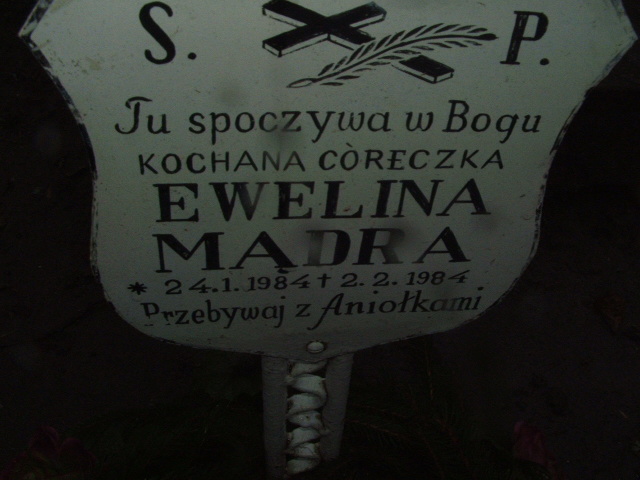 S. P.
Tu spoczywa w Bogu
KOCHANA CÒRECZKA
EWELINA
MĄDRA
* 24.1.1984 † 2.2.1984
Przebywaj z Aniołkami